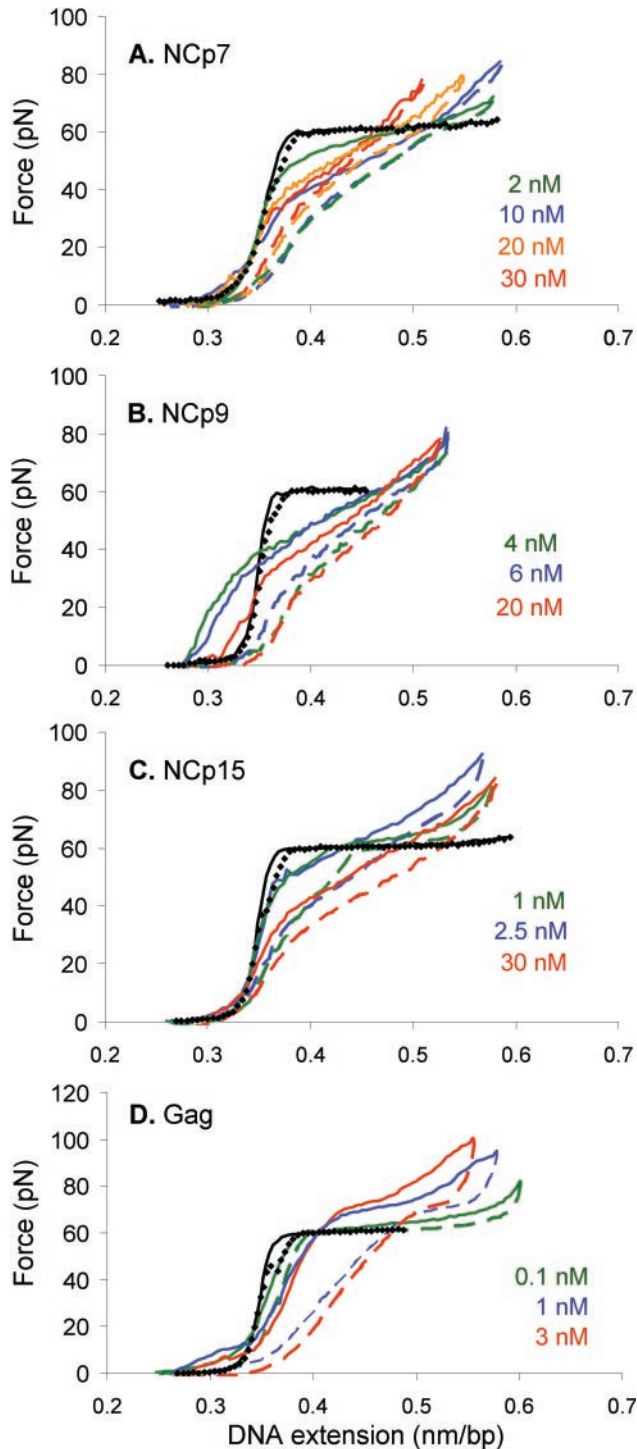 100
A. NCp7
80
60
40
20
0
Force (pN)
2 nM
10 nM
20 nM
30 nM
0.2 0.3 0.4 0.5 0.6 0.7
100
B. NCp9
80
60
40
20
0
Force (pN)
4 nM
6 nM
20 nM
0.2 0.3 0.4 0.5 0.6 0.7
100
C. NCp15
80
60
40
20
0
Force (pN)
1 nM
2.5 nM
30 nM
0.2 0.3 0.4 0.5 0.6 0.7
120
D. Gag
100
80
60
40
20
0
Force (pN)
0.1 nM
1 nM
3 nM
0.2 0.3 0.4 0.5 0.6 0.7
DNA extension (nm/bp)